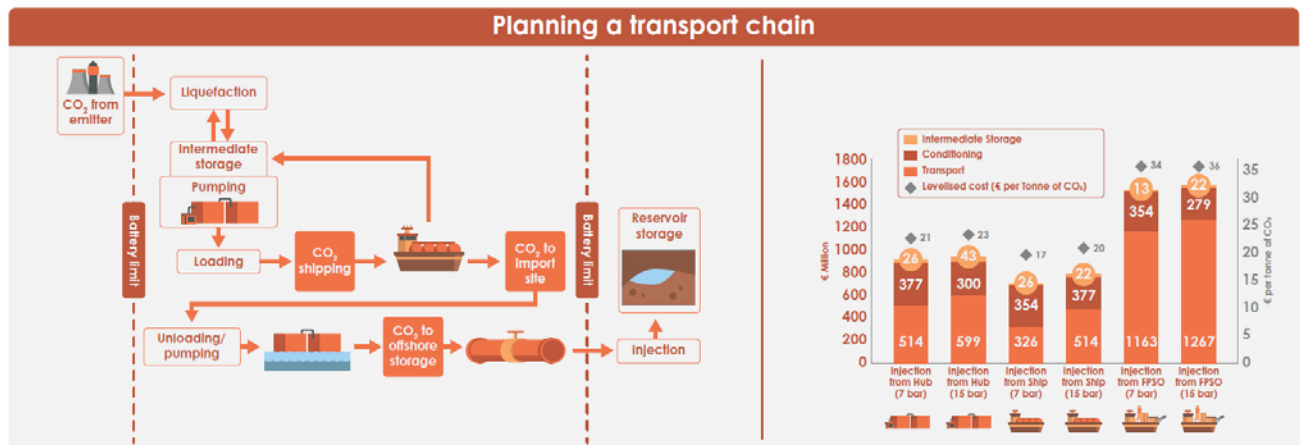 Planning a transport chain
CO₂ from
emitter
Liquefaction
Intermediate
storage
Pumping
Loading
CO₂
shipping
CO₂ to
import
site
Battery limit
Battery limit
Reservoir
storage
Unloading/
pumping
CO₂ to
offshore
storage
Injection
Intermediate Storage
Conditioning
Transport
Levelised cost (€ per Tonne of CO₂)
€ Million
1800
1600
1400
1200
1000
800
600
400
200
0
21
26
377
514
23
43
300
599
17
26
354
326
20
22
377
514
34
13
354
1163
36
22
279
1267
35
30
25
20
15
10
5
0
€ per tonne of CO₂
Injection
from Hub
(7 bar)
Injection
from Hub
(15 bar)
Injection
from Ship
(7 bar)
Injection
from Ship
(15 bar)
Injection
from FPSO
(7 bar)
Injection
from FPSO
(15 bar)